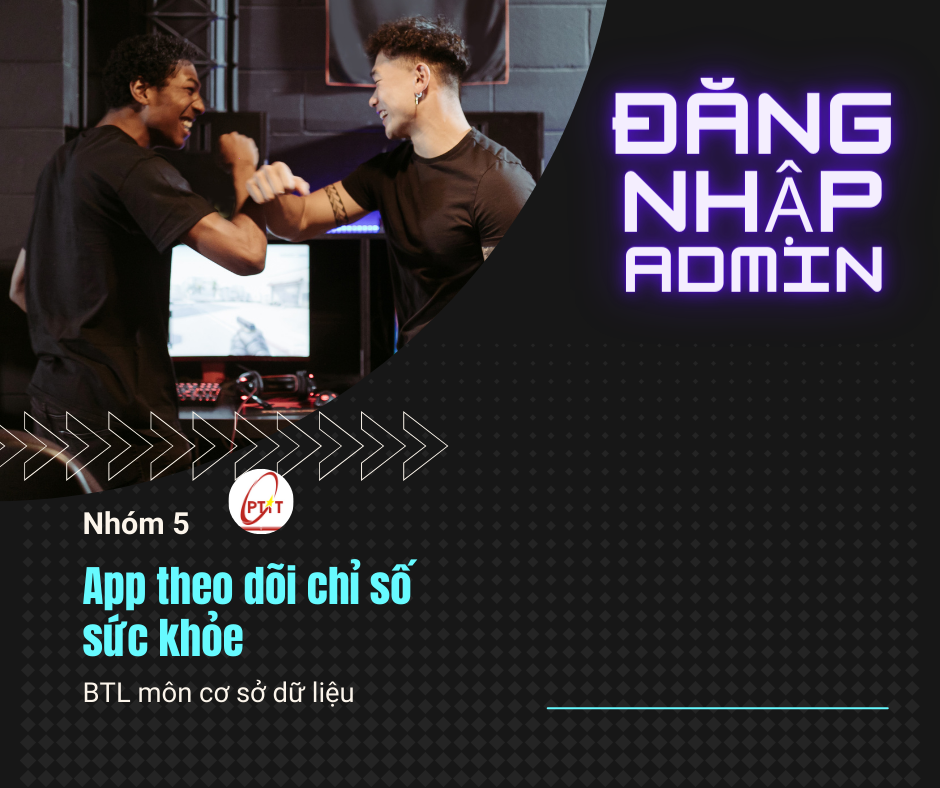 ĐĂNG
NHẬP
ADMIN
PTIT
Nhóm 5
App theo dõi chỉ số
sức khỏe
BTL môn cơ sở dữ liệu